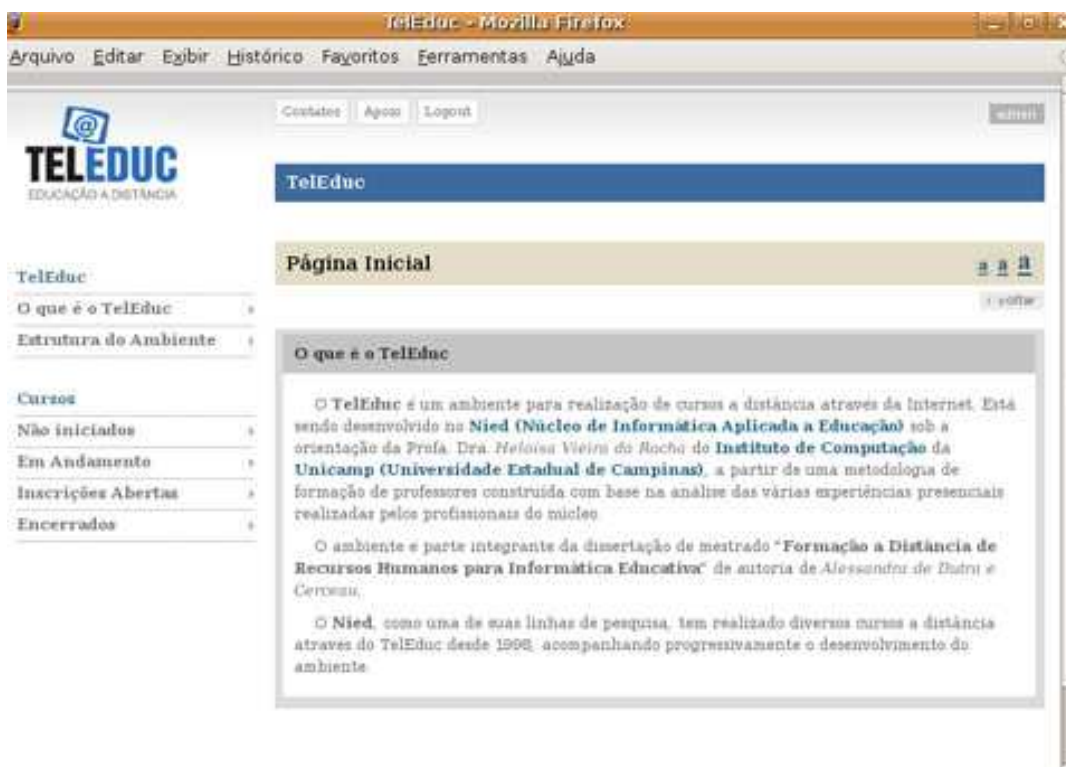 TelEduc - Mozilla Firefox
Arquivo Editar Exibir Histórico Favoritos Ferramentas Ajuda
Contatos Apoio Logout
admin
TELEDUC
EDUCAÇÃO A DISTÂNCIA
TelEduc
Página Inicial
a a a
voltar
TelEduc
O que é o TelEduc
Estrutura do Ambiente
Cursos
Não iniciados
Em Andamento
Inscrições Abertas
Encerrados
O que é o TelEduc
O TelEduc é um ambiente para realização de cursos a distância através da Internet. Está
sendo desenvolvido no Nied (Núcleo de Informática Aplicada a Educação) sob a
orientação da Profa. Dra. Heloísa Vieira da Rocha do Instituto de Computação da
Unicamp (Universidade Estadual de Campinas), a partir de uma metodologia de
formação de professores construída com base na análise das várias experiências presenciais
realizadas pelos profissionais do núcleo.
O ambiente é parte integrante da dissertação de mestrado "Formação a Distância de
Recursos Humanos para Informática Educativa" de autoria de Alessandra de Dutra e
Cerceau.
O Nied, como uma de suas linhas de pesquisa, tem realizado diversos cursos a distância
através do TelEduc desde 1998, acompanhando progressivamente o desenvolvimento do
ambiente.